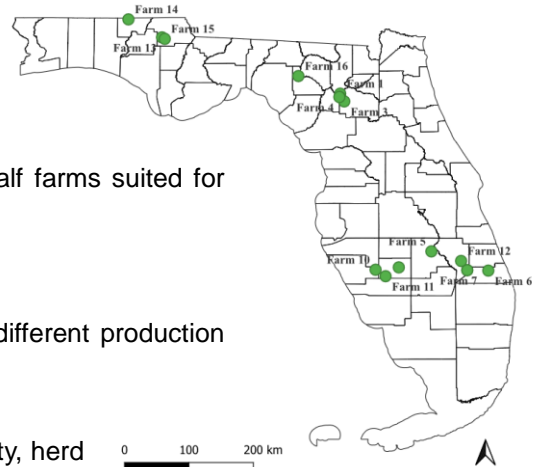 Farm 14
Farm 15
Farm 13
Farm 16
Farm 1
Farm 4
Farm 3
alf farms suited for
Farm 5
Farm 12
Farm 10
Farm 7
Farm 6
Farm 11
different production
ty, herd
0 100 200 km